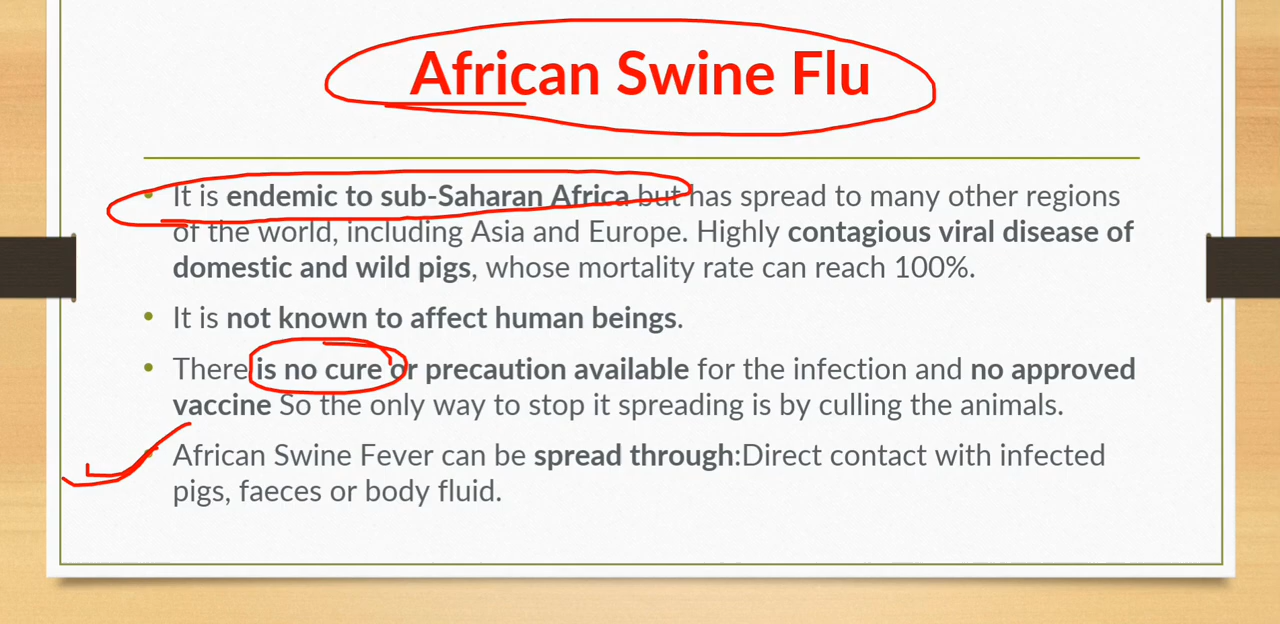 African Swine Flu
• It is endemic to sub-Saharan Africa but has spread to many other regions
of the world, including Asia and Europe. Highly contagious viral disease of
domestic and wild pigs, whose mortality rate can reach 100%.
• It is not known to affect human beings.
• There is no cure or precaution available for the infection and no approved
vaccine So the only way to stop it spreading is by culling the animals.
• African Swine Fever can be spread through:Direct contact with infected
pigs, faeces or body fluid.